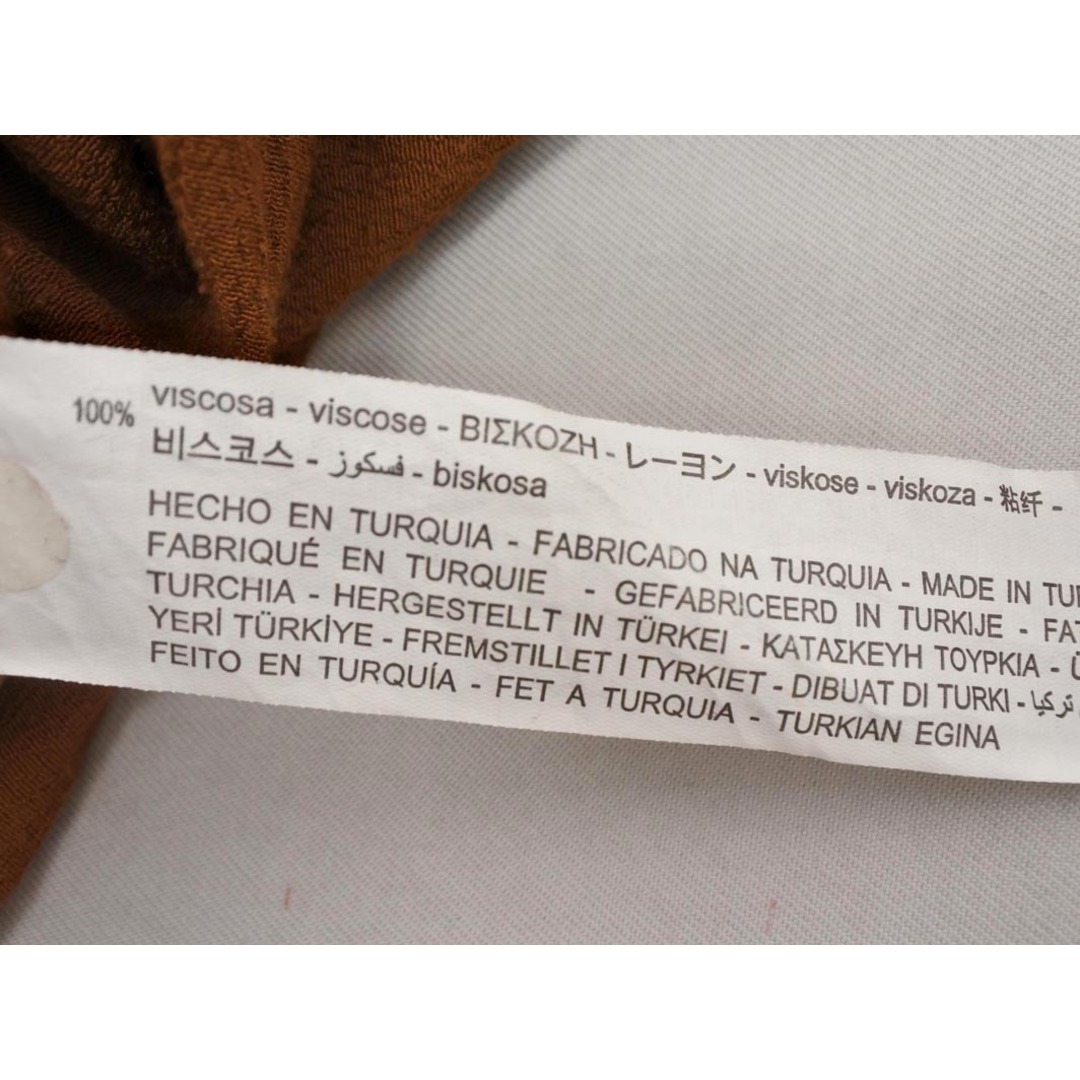 100% viscosa - viscose - ΒΙΣΚΟΖΗ - レーヨン - viskose - viskoza - 粘纤 -
비스코스 - فسكوز - biskosa
HECHO EN TURQUIA - FABRICADO NA TURQUIA - MADE IN
FABRIQUÉ EN TURQUIE - GEFABRICEERD IN TURKIJE -
TURCHIA - HERGESTELLT IN TÜRKEI - ΚΑΤΑΣΚΕΥΗ ΤΟΥΡΚΙΑ -
YERİ TÜRKİYE - FREMSTILLET I TYRKIET - DIBUAT DI TURKI - تركيا
FEITO EN TURQUÍA - FET A TURQUIA - TURKIAN EGINA